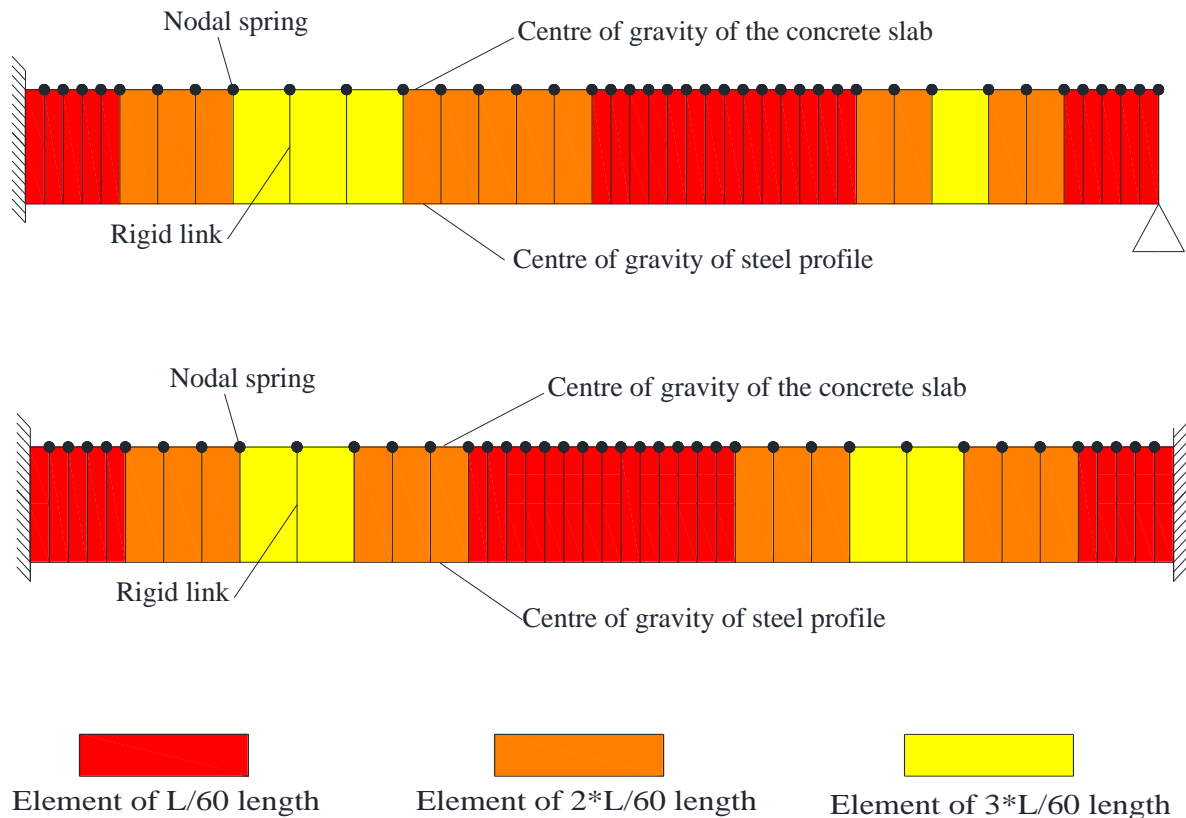 Nodal spring
Centre of gravity of the concrete slab
Rigid link
Centre of gravity of steel profile
Nodal spring
Centre of gravity of the concrete slab
Rigid link
Centre of gravity of steel profile
Element of L/60 length
Element of 2*L/60 length
Element of 3*L/60 length